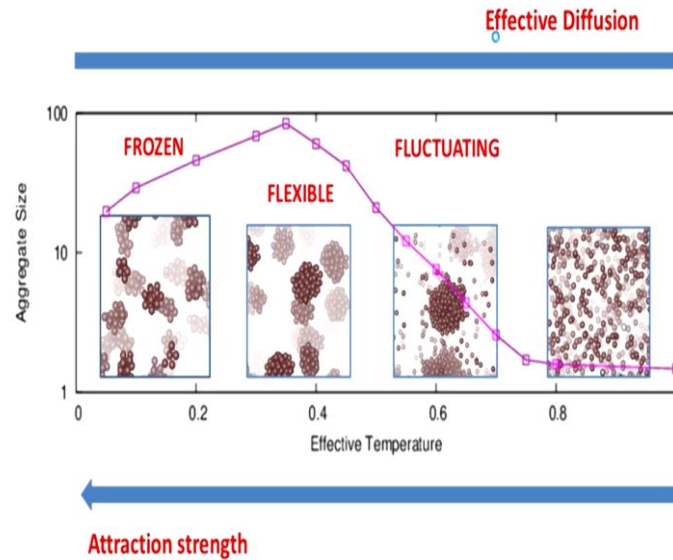 Effective Diffusion
100
FROZEN
FLUCTUATING
FLEXIBLE
Aggregate Size
10
1
0 0.2 0.4 0.6 0.8
Effective Temperature
Attraction strength